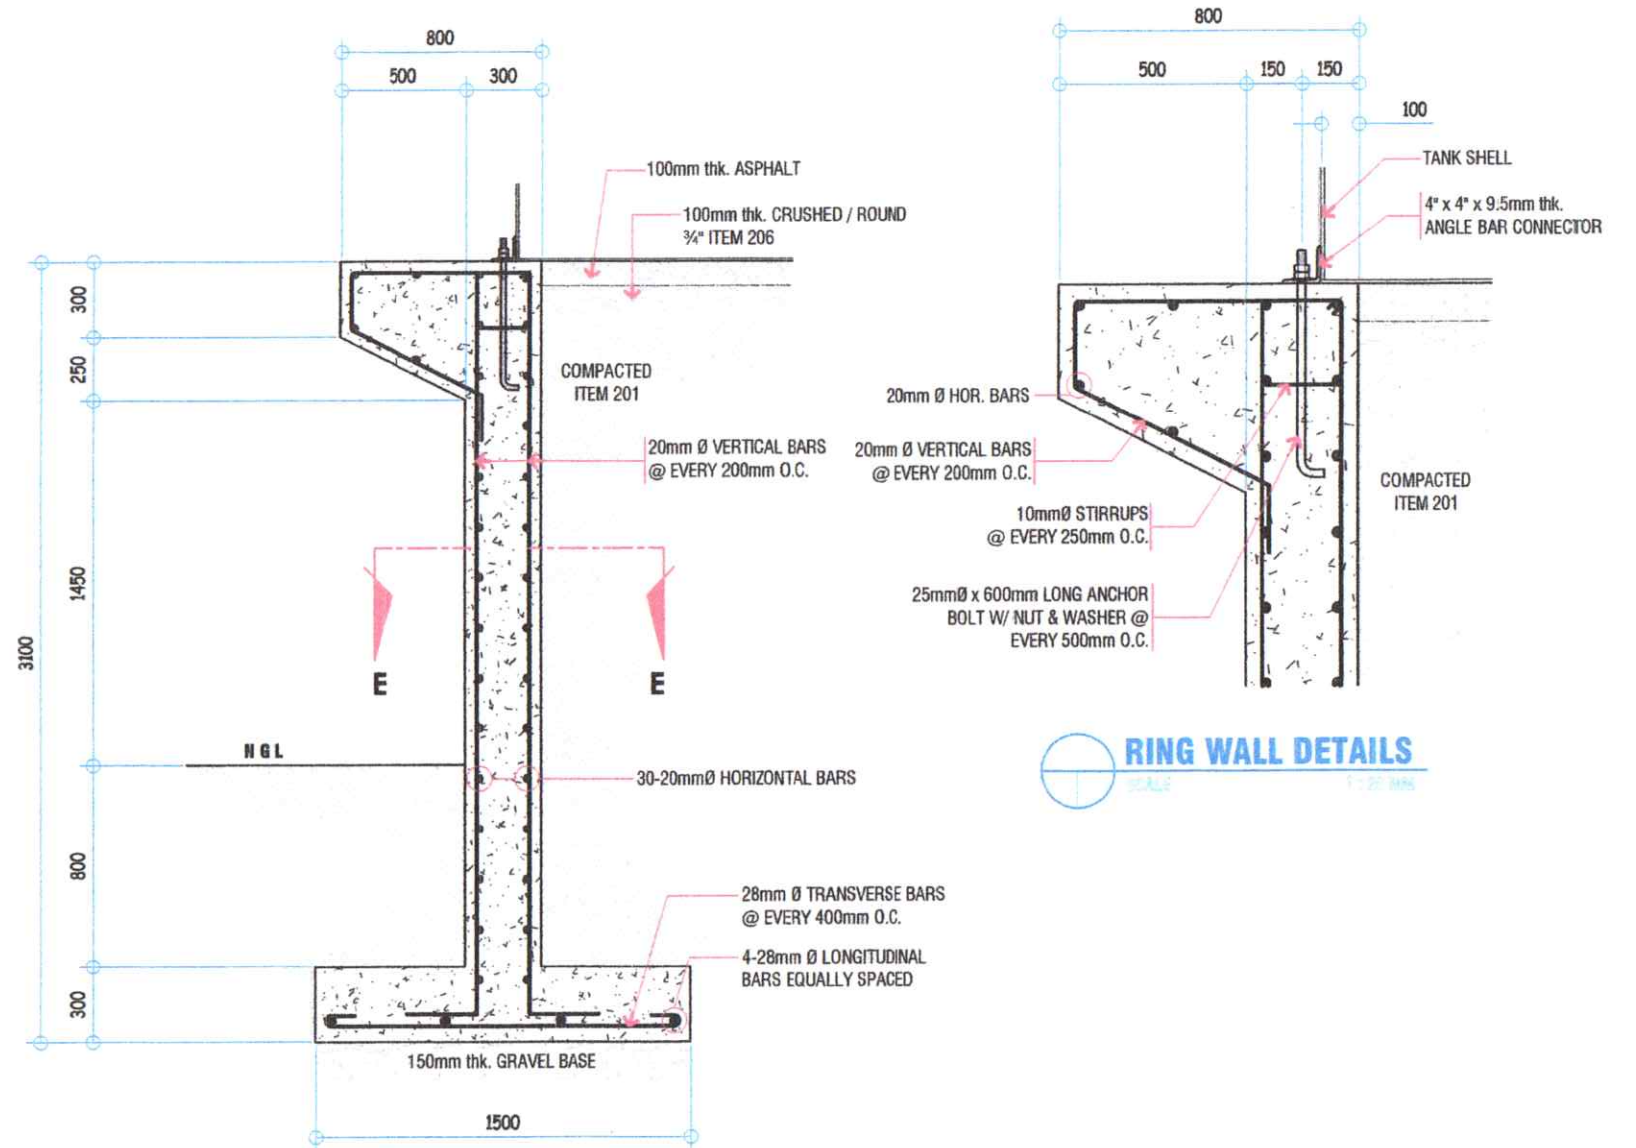 800
500
300
100mm thk. ASPHALT
100mm thk. CRUSHED / ROUND
¾" ITEM 206
300
250
1450
3100
800
300
COMPACTED
ITEM 201
20mm Ø VERTICAL BARS
@ EVERY 200mm O.C.
E
E
NGL
30-20mmØ HORIZONTAL BARS
28mm Ø TRANSVERSE BARS
@ EVERY 400mm O.C.
4-28mm Ø LONGITUDINAL
BARS EQUALLY SPACED
150mm thk. GRAVEL BASE
1500
800
500
150
150
100
TANK SHELL
4" x 4" x 9.5mm thk.
ANGLE BAR CONNECTOR
20mm Ø HOR. BARS
20mm Ø VERTICAL BARS
@ EVERY 200mm O.C.
10mmØ STIRRUPS
@ EVERY 250mm O.C.
25mmØ x 600mm LONG ANCHOR
BOLT W/ NUT & WASHER @
EVERY 500mm O.C.
COMPACTED
ITEM 201
RING WALL DETAILS
SCALE